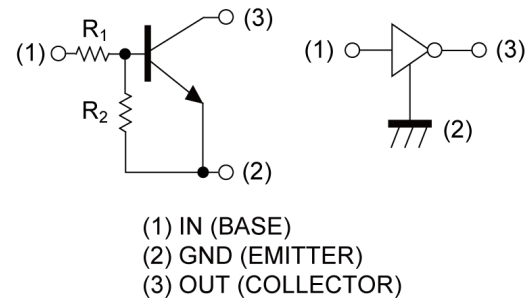 (3)
(1)
R1
R2
(2)
(1)
(3)
(2)
(1) IN (BASE)
(2) GND (EMITTER)
(3) OUT (COLLECTOR)